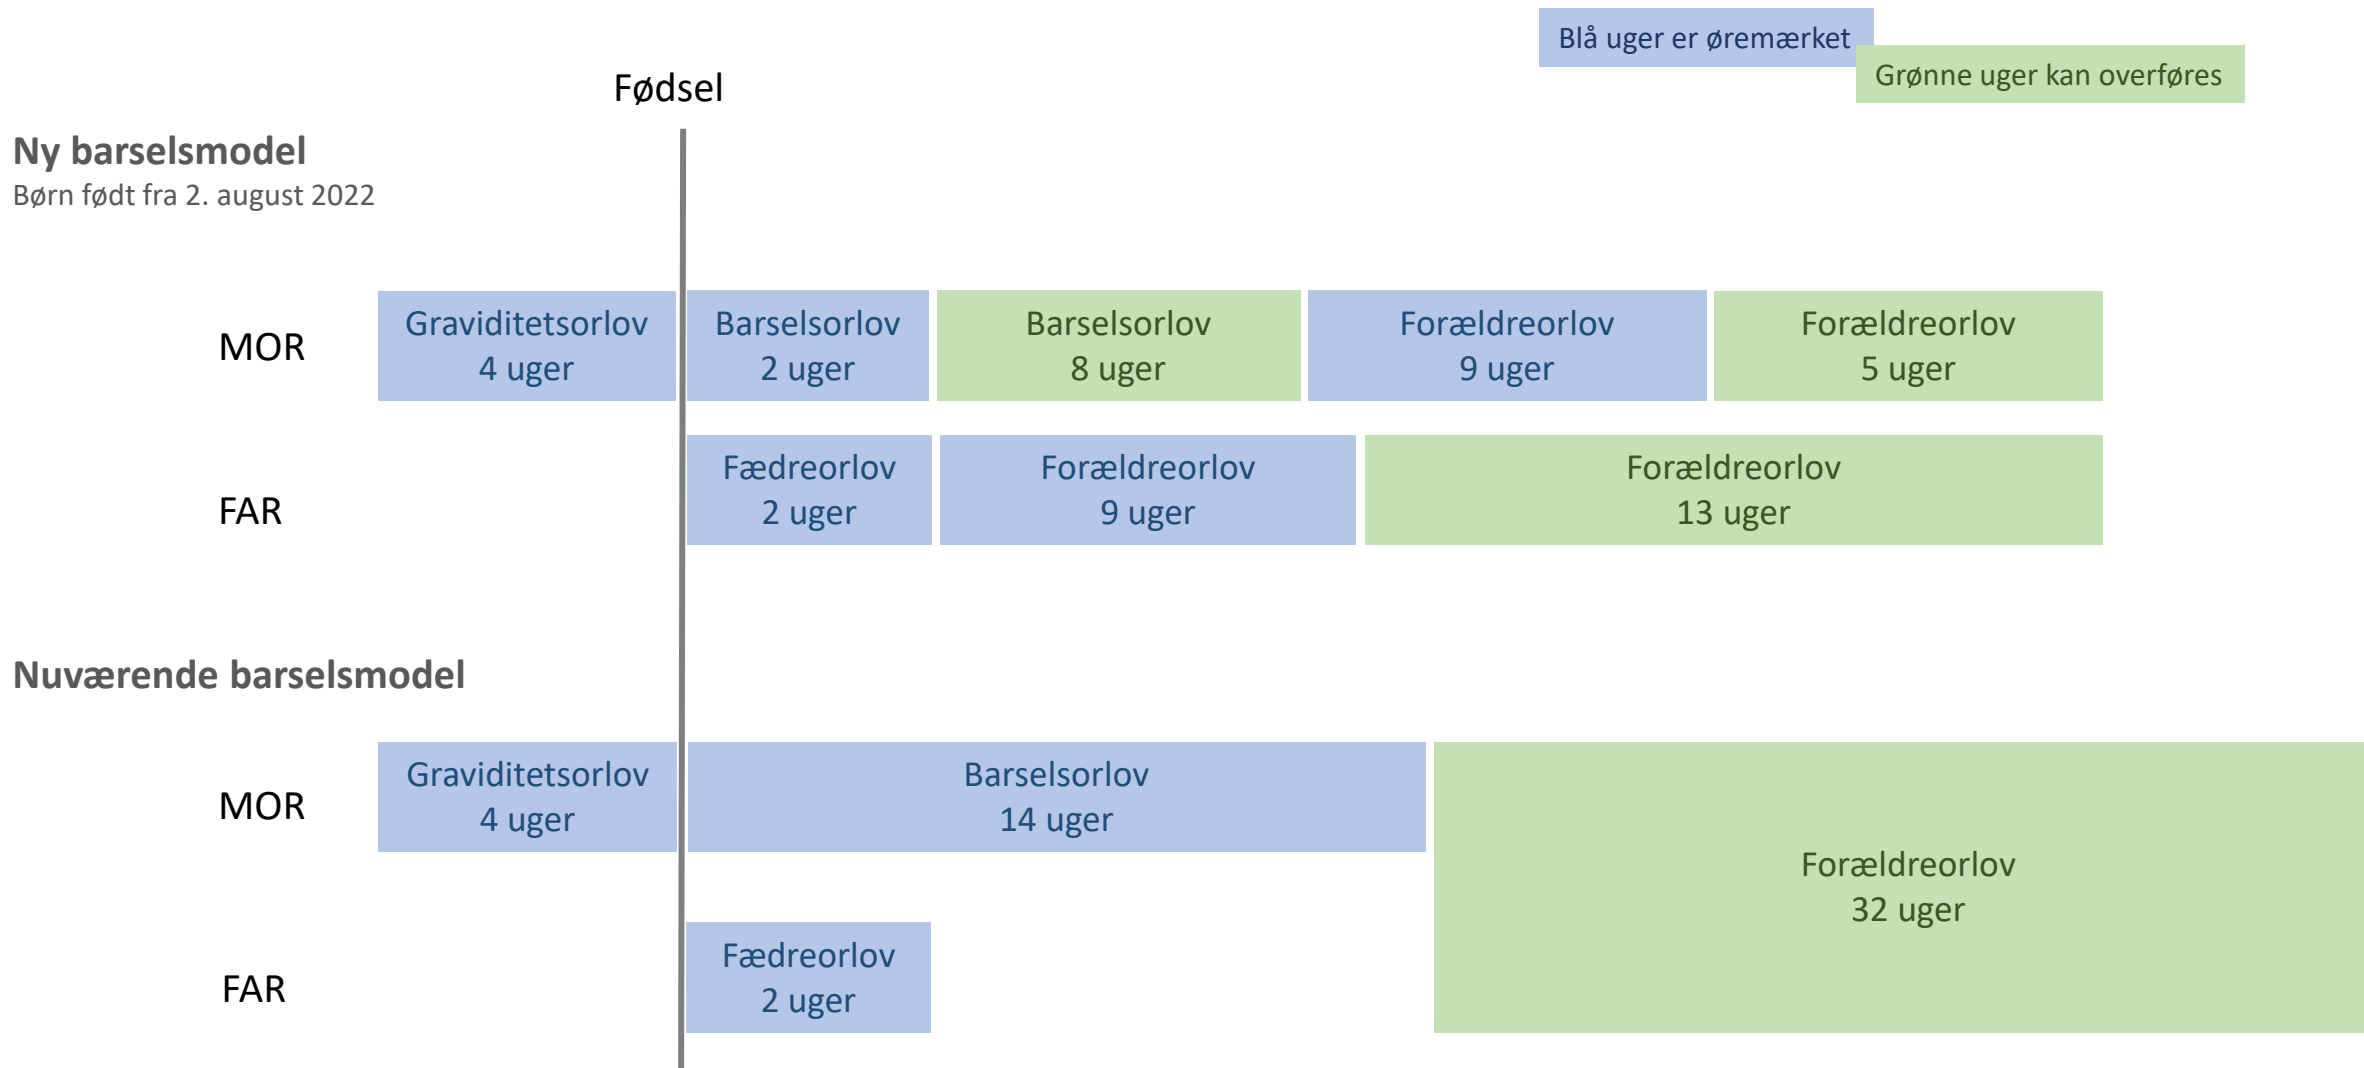 Blå uger er øremærket
Grønne uger kan overføres
Fødsel
Ny barselsmodel
Børn født fra 2. august 2022
MOR
Graviditetsorlov
4 uger
Barselsorlov
2 uger
Barselsorlov
8 uger
Forældreorlov
9 uger
Forældreorlov
5 uger
FAR
Fædreorlov
2 uger
Forældreorlov
9 uger
Forældreorlov
13 uger
Nuværende barselsmodel
MOR
Graviditetsorlov
4 uger
Barselsorlov
14 uger
Forældreorlov
32 uger
FAR
Fædreorlov
2 uger